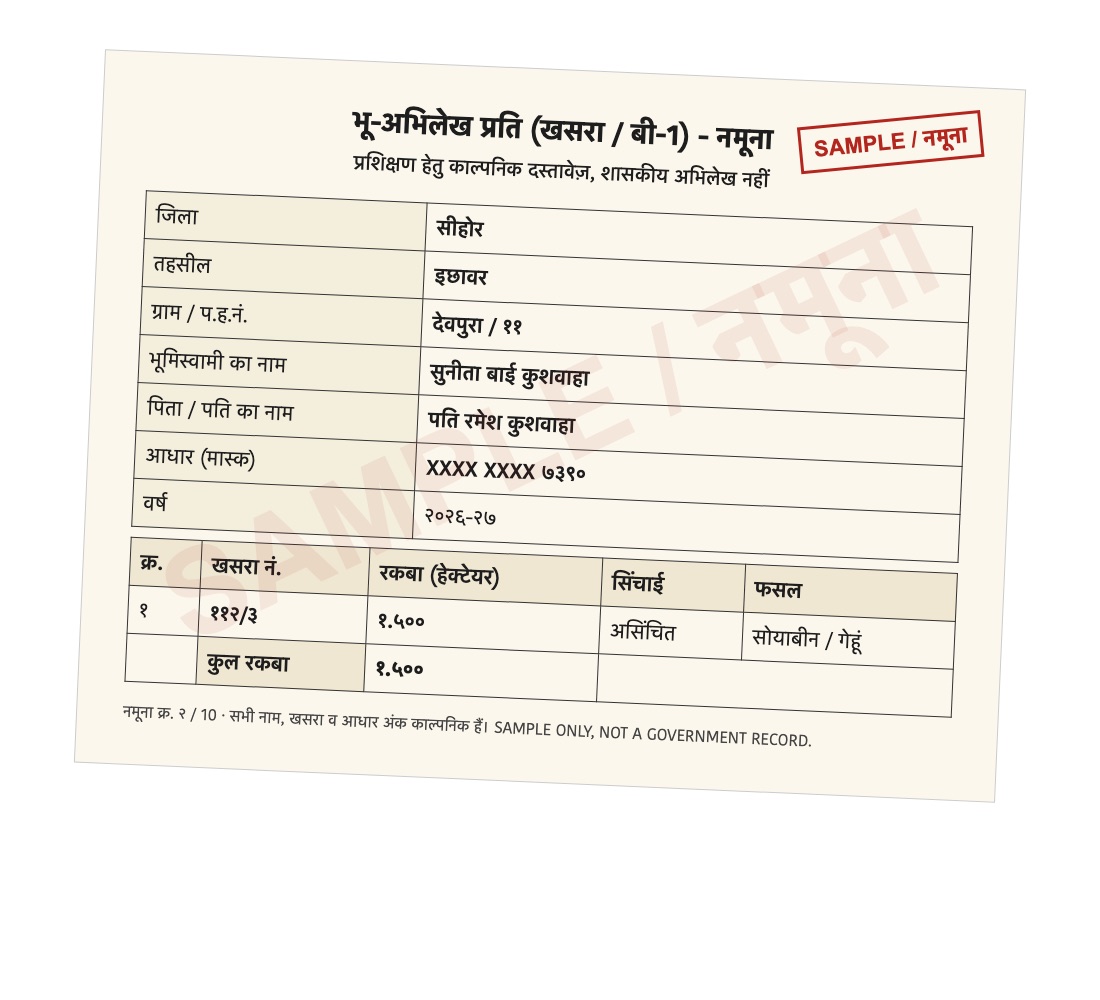 भू-अभिलेख प्रति (खसरा / बी-1) - नमूना
SAMPLE / नमूना
प्रशिक्षण हेतु काल्पनिक दस्तावेज़, शासकीय अभिलेख नहीं
जिला सीहोर
तहसील इछावर
ग्राम / प.ह.नं. देवपुरा / ११
भूमिस्वामी का नाम सुनीता बाई कुशवाहा
पिता / पति का नाम पति रमेश कुशवाहा
आधार (मास्क) XXXX XXXX ७३९०
वर्ष २०२६-२७
SAMPLE / नमूना
क्र. खसरा नं. रकबा (हेक्टेयर) सिंचाई फसल
१ ११२/३ १.५०० असिंचित सोयाबीन / गेहूं
कुल रकबा १.५००
नमूना क्र. २ / 10 · सभी नाम, खसरा व आधार अंक काल्पनिक हैं। SAMPLE ONLY, NOT A GOVERNMENT RECORD.